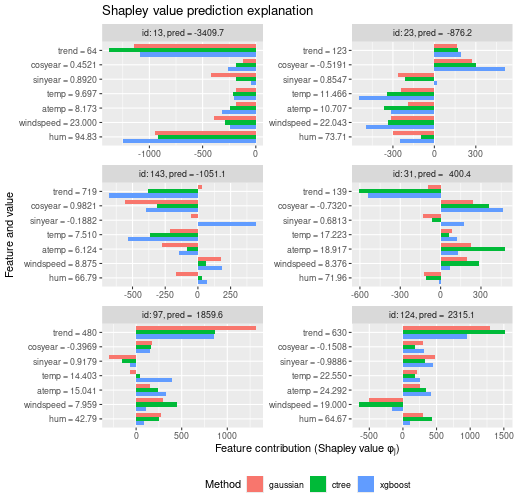 Shapley value prediction explanation
id: 13, pred = -3409.7
id: 23, pred = -876.2
trend = 64
cosyear = 0.4521
sinyear = 0.8920
temp = 9.697
atemp = 8.173
windspeed = 23.000
hum = 94.83
-1000
-500
0
trend = 123
cosyear = -0.5191
sinyear = 0.8547
temp = 11.466
atemp = 10.707
windspeed = 22.043
hum = 73.71
-300
0
300
id: 143, pred = -1051.1
id: 31, pred = 400.4
trend = 719
cosyear = 0.9821
sinyear = -0.1882
temp = 7.510
atemp = 6.124
windspeed = 8.875
hum = 66.79
-500
-250
0
250
trend = 139
cosyear = -0.7320
sinyear = 0.6813
temp = 17.223
atemp = 18.917
windspeed = 8.376
hum = 71.96
-600
-300
0
300
id: 97, pred = 1859.6
id: 124, pred = 2315.1
trend = 480
cosyear = -0.3969
sinyear = 0.9179
temp = 14.403
atemp = 15.041
windspeed = 7.959
hum = 42.79
0
500
1000
trend = 630
cosyear = -0.1508
sinyear = -0.9886
temp = 22.550
atemp = 24.292
windspeed = 19.000
hum = 64.67
-500
0
500
1000
1500
Feature and value
Feature contribution (Shapley value φj)
Method gaussian ctree xgboost